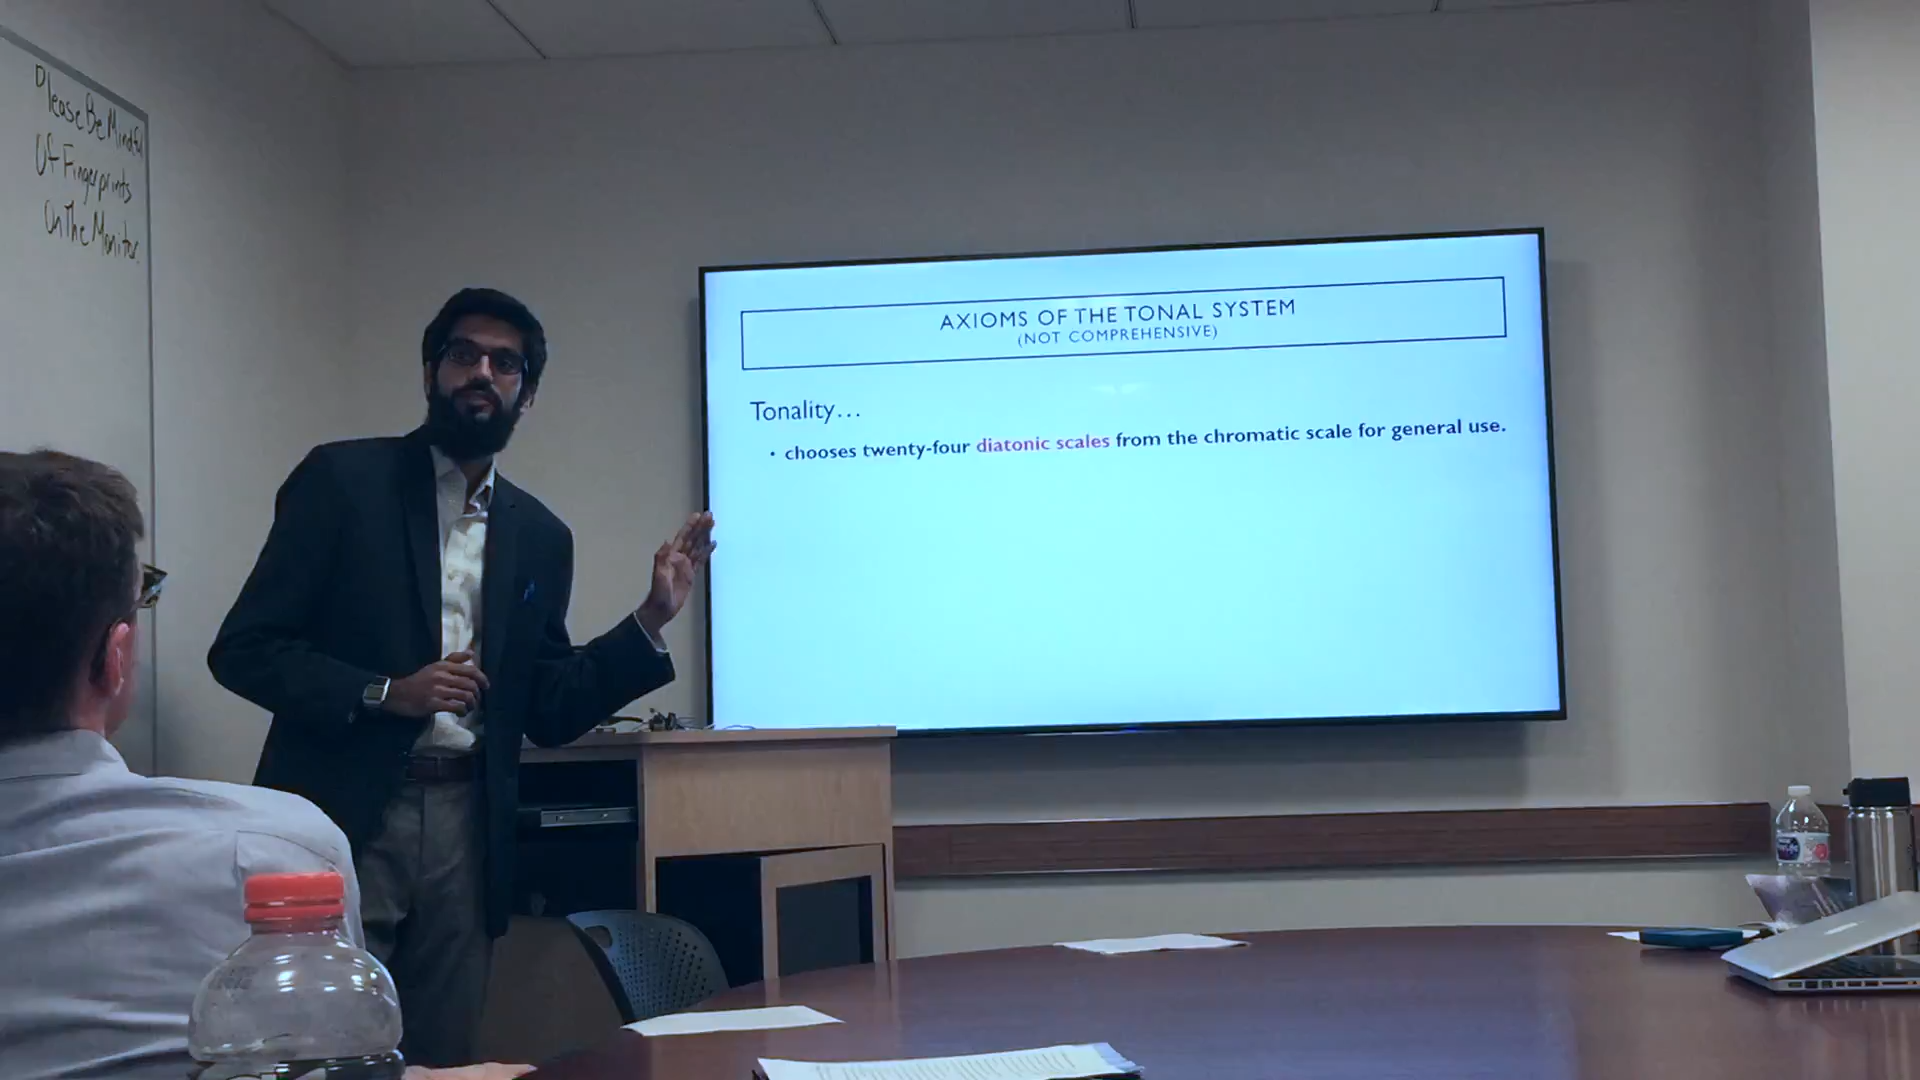 Please Be Mindful
Of Fingerprints
On The Monitor.
AXIOMS OF THE TONAL SYSTEM
(NOT COMPREHENSIVE)
Tonality…
• chooses twenty-four diatonic scales from the chromatic scale for general use.